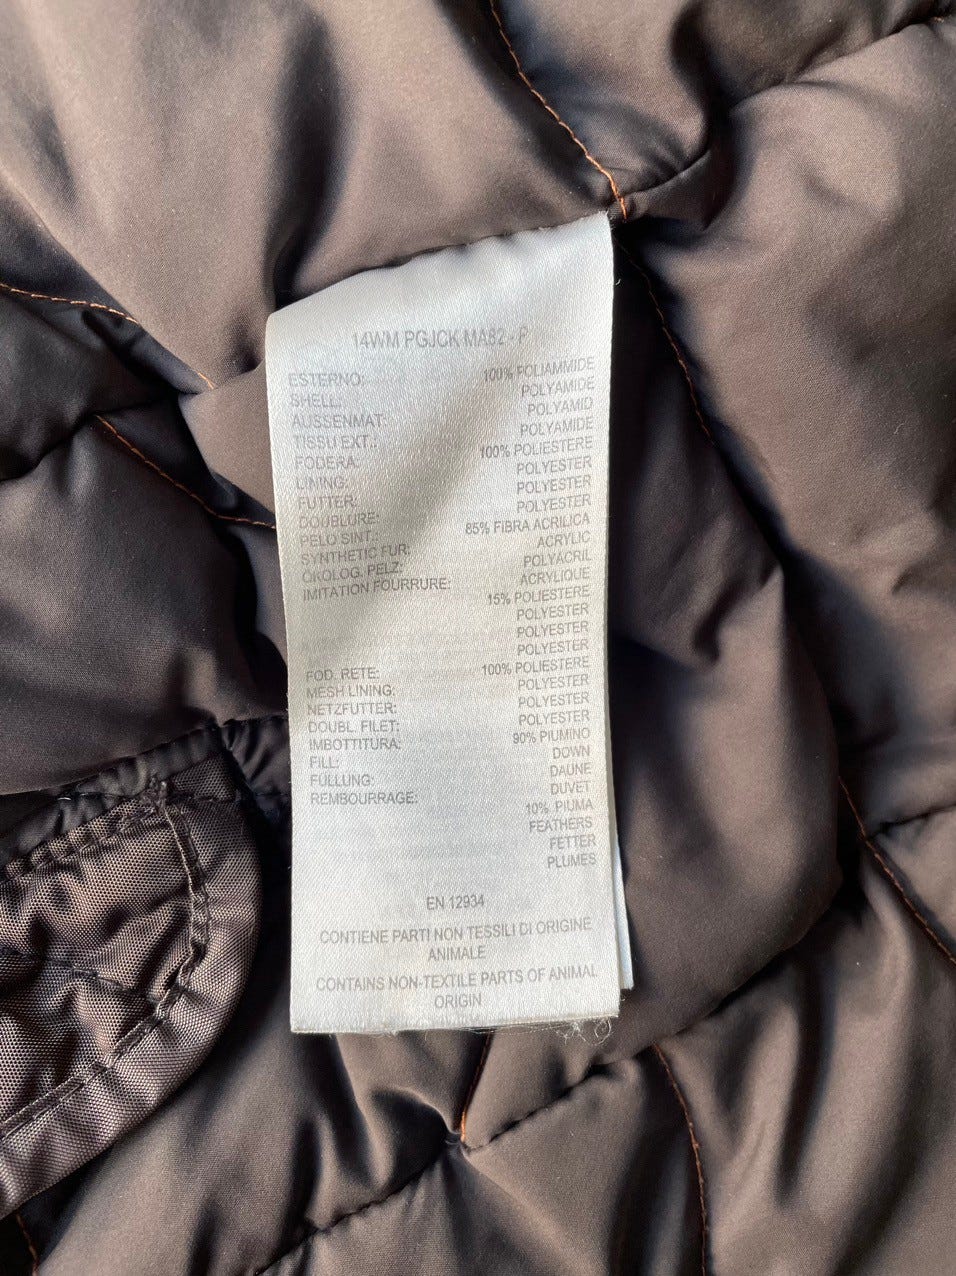 14WM PGJCK MA82 - P
ESTERNO: 100% POLIAMMIDE
SHELL: POLYAMIDE
AUSSENMAT: POLYAMID
TISSU EXT.: POLYAMIDE
FODERA: 100% POLIESTERE
LINING: POLYESTER
FUTTER: POLYESTER
DOUBLURE: POLYESTER
PELO SINT.: 85% FIBRA ACRILICA
SYNTHETIC FUR: ACRYLIC
ÖKOLOG. PELZ: POLYACRIL
IMITATION FOURRURE: ACRYLIQUE
15% POLIESTERE
POLYESTER
POLYESTER
POLYESTER
FOD. RETE: 100% POLIESTERE
MESH LINING: POLYESTER
NETZFUTTER: POLYESTER
DOUBL. FILET: POLYESTER
IMBOTTITURA: 90% PIUMINO
FILL: DOWN
FÜLLUNG: DAUNE
REMBOURRAGE: DUVET
10% PIUMA
FEATHERS
FETTER
PLUMES
EN 12934
CONTIENE PARTI NON TESSILI DI ORIGINE
ANIMALE
CONTAINS NON-TEXTILE PARTS OF ANIMAL
ORIGIN